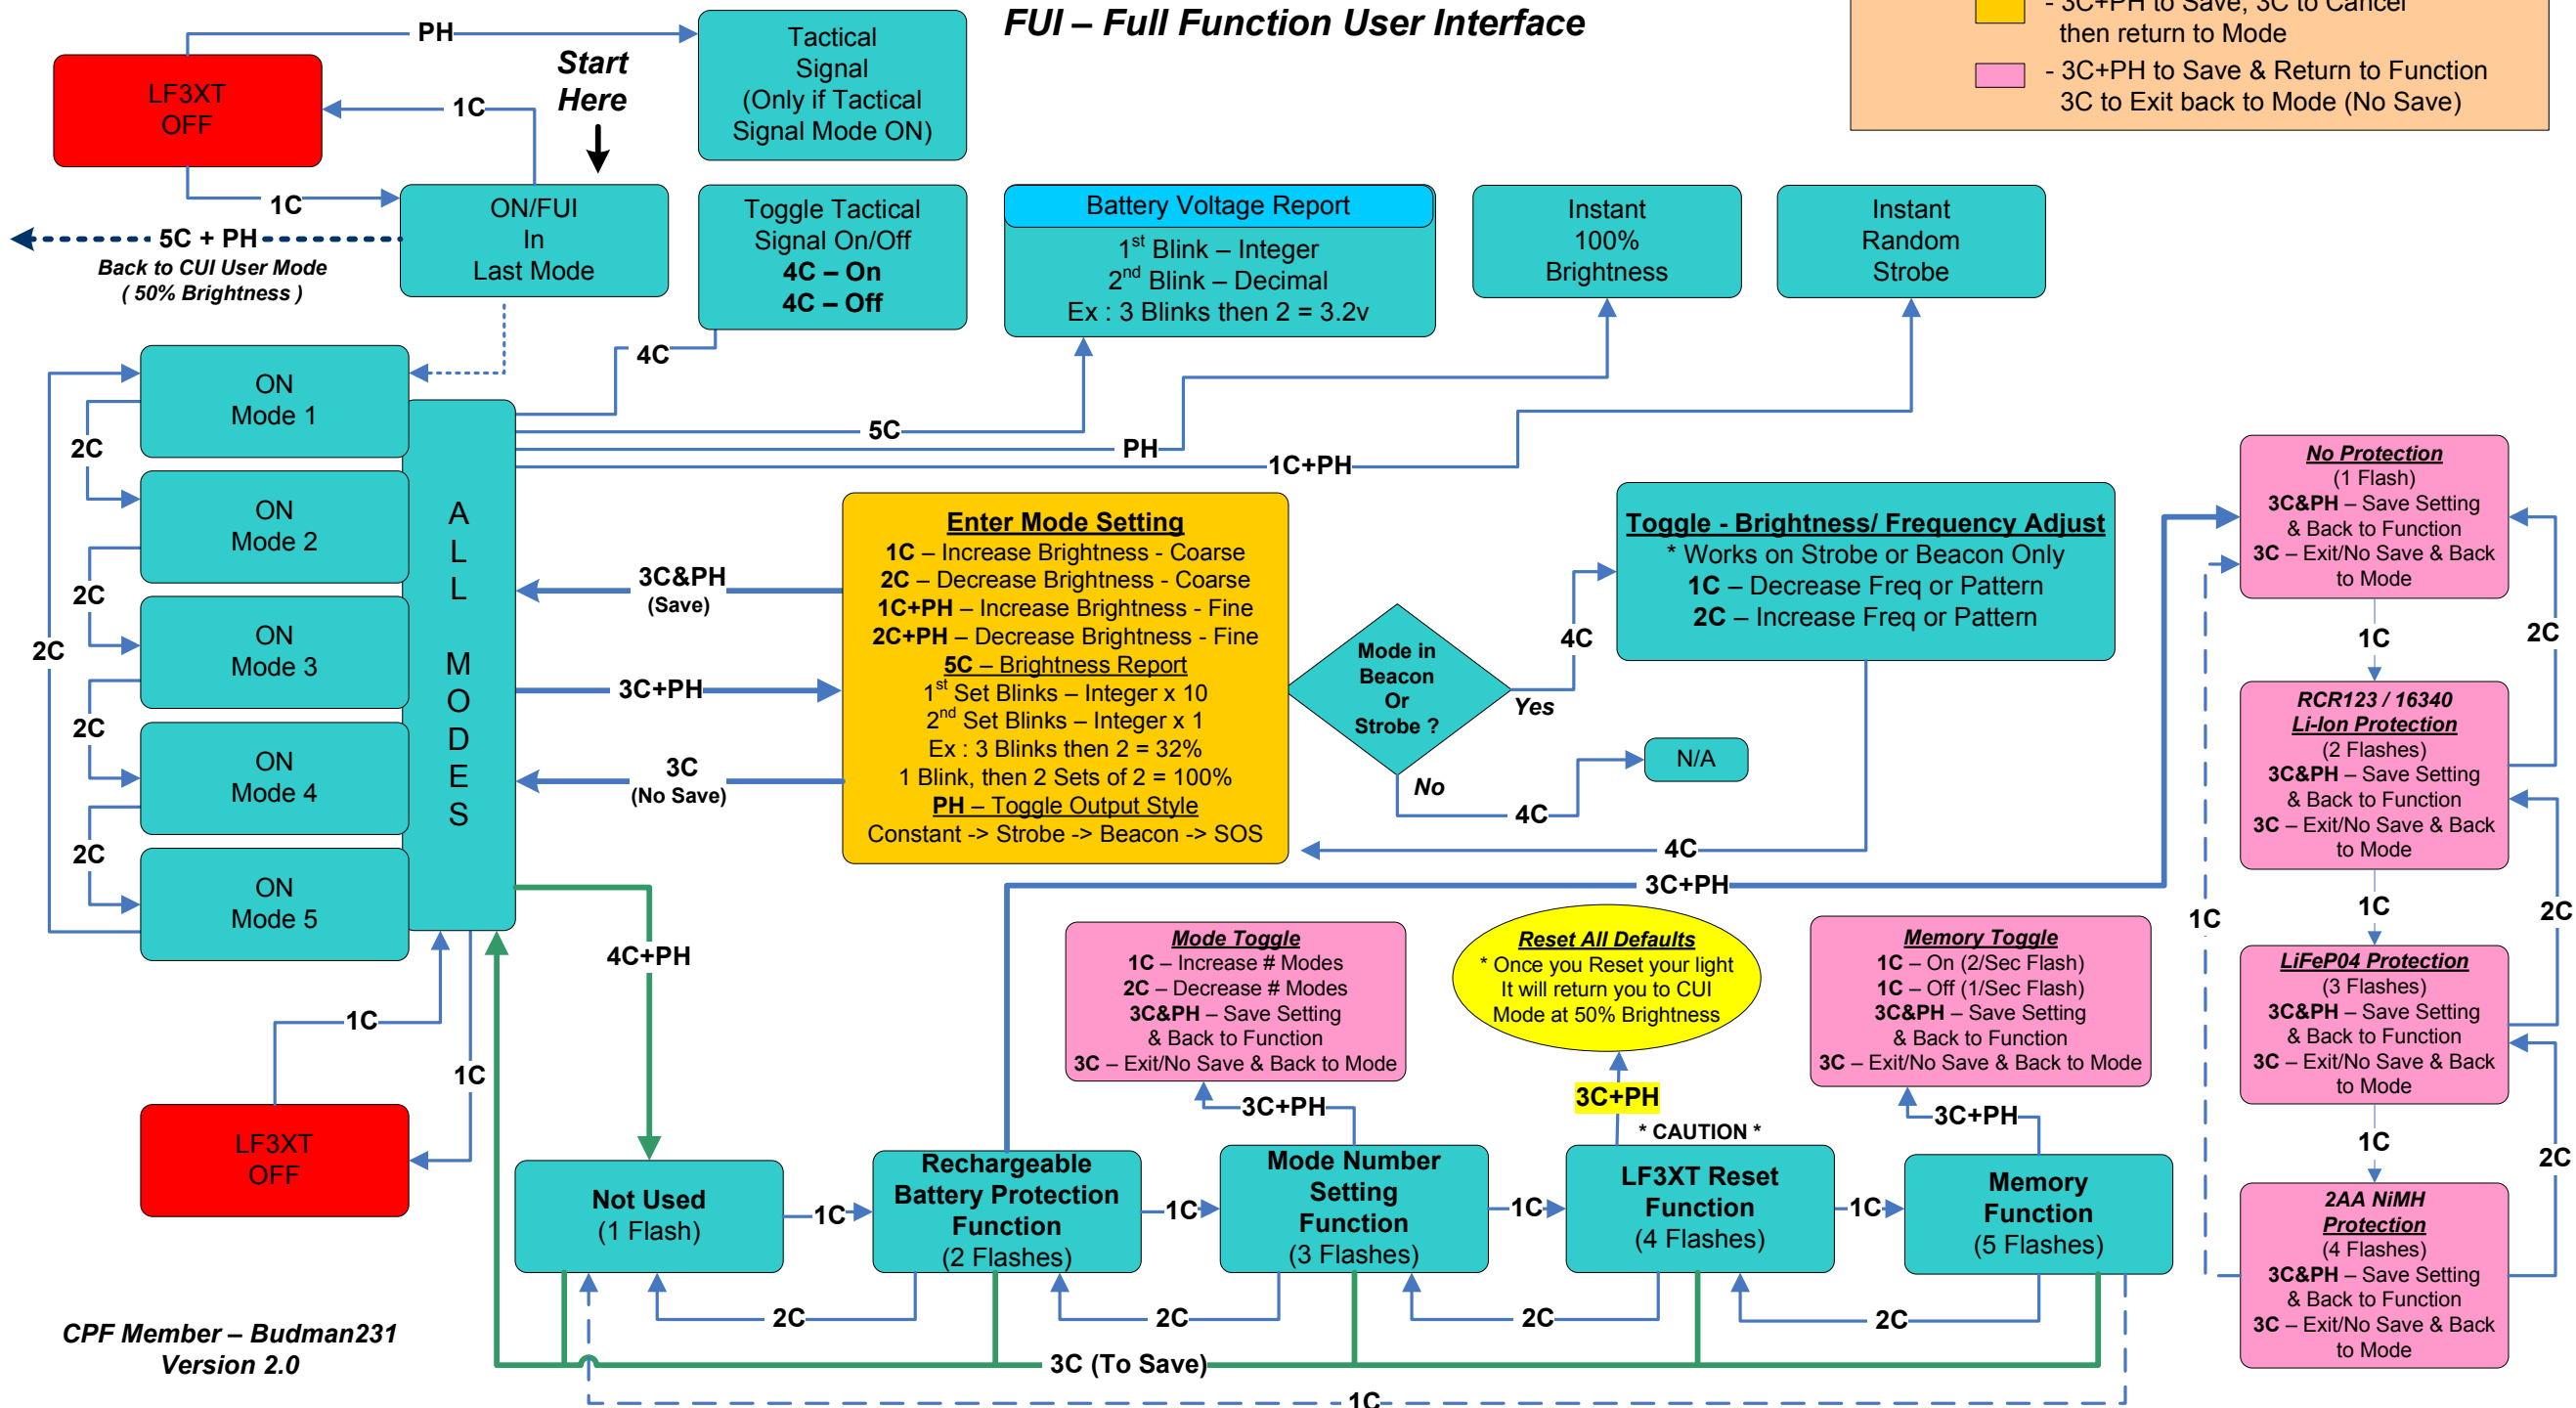 FUI – Full Function User Interface
- 3C+PH to Save, 3C to Cancel
then return to Mode
- 3C+PH to Save & Return to Function
3C to Exit back to Mode (No Save)
LF3XT
OFF
PH
Tactical
Signal
(Only if Tactical
Signal Mode ON)
Start
Here
1C
1C
ON/FUI
In
Last Mode
5C + PH
Back to CUI User Mode
( 50% Brightness )
Toggle Tactical
Signal On/Off
4C – On
4C – Off
Battery Voltage Report
1st Blink – Integer
2nd Blink – Decimal
Ex : 3 Blinks then 2 = 3.2v
Instant
100%
Brightness
Instant
Random
Strobe
4C
5C
PH
1C+PH
ON
Mode 1
2C
ON
Mode 2
2C
ON
Mode 3
2C
2C
ON
Mode 4
2C
ON
Mode 5
ALL MODES
3C&PH
(Save)
3C+PH
3C
(No Save)
Enter Mode Setting
1C – Increase Brightness - Coarse
2C – Decrease Brightness - Coarse
1C+PH – Increase Brightness - Fine
2C+PH – Decrease Brightness - Fine
5C – Brightness Report
1st Set Blinks – Integer x 10
2nd Set Blinks – Integer x 1
Ex : 3 Blinks then 2 = 32%
1 Blink, then 2 Sets of 2 = 100%
PH – Toggle Output Style
Constant -> Strobe -> Beacon -> SOS
Mode in
Beacon
Or
Strobe ?
Yes
4C
No
4C
N/A
Toggle - Brightness/ Frequency Adjust
* Works on Strobe or Beacon Only
1C – Decrease Freq or Pattern
2C – Increase Freq or Pattern
4C
3C+PH
No Protection
(1 Flash)
3C&PH – Save Setting
& Back to Function
3C – Exit/No Save & Back
to Mode
1C
2C
RCR123 / 16340
Li-Ion Protection
(2 Flashes)
3C&PH – Save Setting
& Back to Function
3C – Exit/No Save & Back
to Mode
1C
1C
2C
LiFeP04 Protection
(3 Flashes)
3C&PH – Save Setting
& Back to Function
3C – Exit/No Save & Back
to Mode
1C
2C
2AA NiMH
Protection
(4 Flashes)
3C&PH – Save Setting
& Back to Function
3C – Exit/No Save & Back
to Mode
4C+PH
1C
1C
LF3XT
OFF
Mode Toggle
1C – Increase # Modes
2C – Decrease # Modes
3C&PH – Save Setting
& Back to Function
3C – Exit/No Save & Back to Mode
3C+PH
Reset All Defaults
* Once you Reset your light
It will return you to CUI
Mode at 50% Brightness
3C+PH
* CAUTION *
Memory Toggle
1C – On (2/Sec Flash)
1C – Off (1/Sec Flash)
3C&PH – Save Setting
& Back to Function
3C – Exit/No Save & Back to Mode
3C+PH
Not Used
(1 Flash)
1C
Rechargeable
Battery Protection
Function
(2 Flashes)
1C
Mode Number
Setting
Function
(3 Flashes)
1C
LF3XT Reset
Function
(4 Flashes)
1C
Memory
Function
(5 Flashes)
2C
2C
2C
2C
3C (To Save)
1C
CPF Member – Budman231
Version 2.0